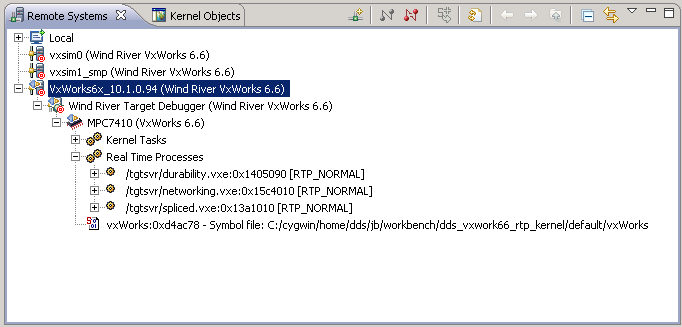 Remote Systems Kernel Objects
Local
vxsim0 (Wind River VxWorks 6.6)
vxsim1_smp (Wind River VxWorks 6.6)
VxWorks6x_10.1.0.94 (Wind River VxWorks 6.6)
Wind River Target Debugger (Wind River VxWorks 6.6)
MPC7410 (VxWorks 6.6)
Kernel Tasks
Real Time Processes
/tgtsvr/durability.vxe:0x1405090 [RTP_NORMAL]
/tgtsvr/networking.vxe:0x15c4010 [RTP_NORMAL]
/tgtsvr/spliced.vxe:0x13a1010 [RTP_NORMAL]
vxWorks:0xd4ac78 - Symbol file: C:/cygwin/home/dds/jb/workbench/dds_vxwork66_rtp_kernel/default/vxWorks